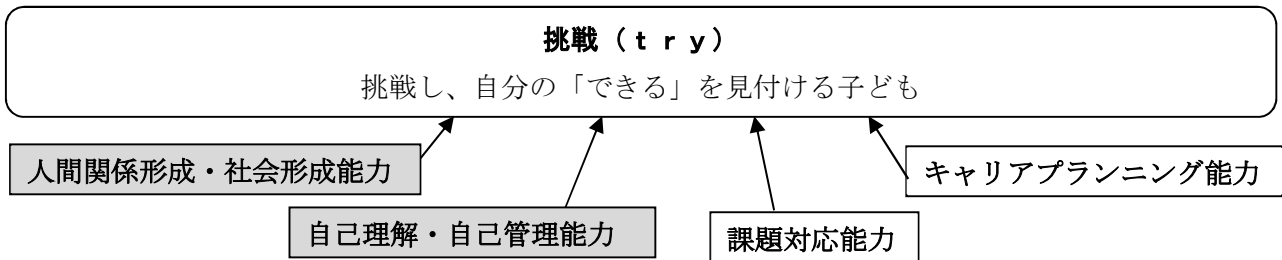 挑戦（ｔｒｙ）
挑戦し、自分の「できる」を見付ける子ども
人間関係形成・社会形成能力
キャリアプランニング能力
自己理解・自己管理能力
課題対応能力